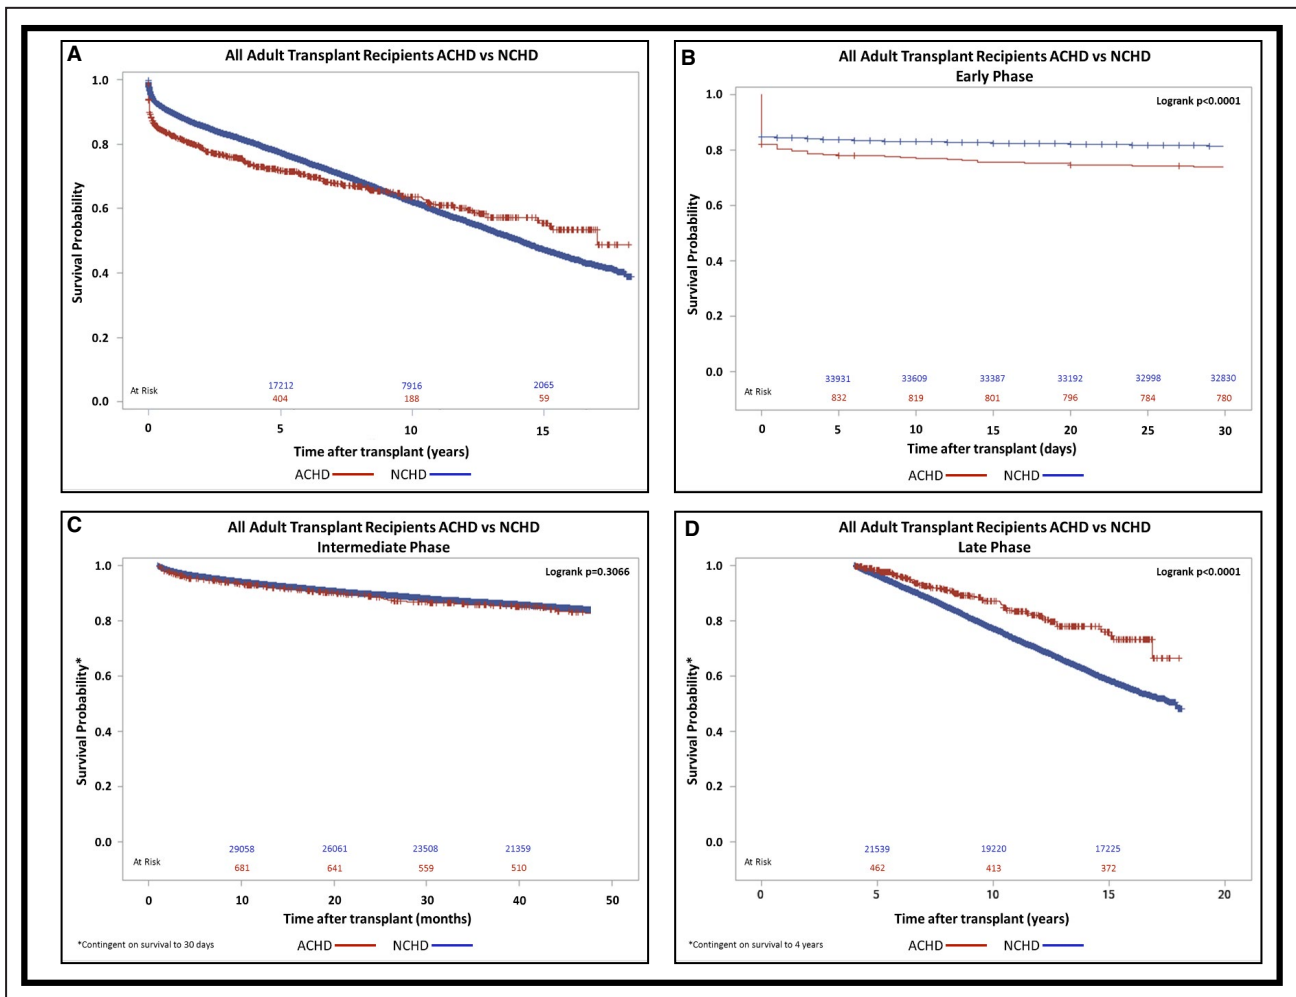 A
All Adult Transplant Recipients ACHD vs NCHD
1.0
0.8
0.6
0.4
0.2
0.0
Survival Probability
17212 7916 2065
At Risk
404 188 59
0 5 10 15
Time after transplant (years)
ACHD NCHD
B
All Adult Transplant Recipients ACHD vs NCHD
Early Phase
Logrank p<0.0001
1.0
0.8
0.6
0.4
0.2
0.0
Survival Probability
33931 33609 33387 33192 32998 32830
At Risk
832 819 801 796 784 780
0 5 10 15 20 25 30
Time after transplant (days)
ACHD NCHD
C
All Adult Transplant Recipients ACHD vs NCHD
Intermediate Phase
Logrank p=0.3066
1.0
0.8
0.6
0.4
0.2
0.0
Survival Probability*
29058 26061 23508 21359
At Risk
681 641 559 510
0 10 20 30 40 50
Time after transplant (months)
*Contingent on survival to 30 days
ACHD NCHD
D
All Adult Transplant Recipients ACHD vs NCHD
Late Phase
Logrank p<0.0001
1.0
0.8
0.6
0.4
0.2
0.0
Survival Probability*
21539 19220 17225
At Risk
462 413 372
0 5 10 15 20
Time after transplant (years)
*Contingent on survival to 4 years
ACHD NCHD